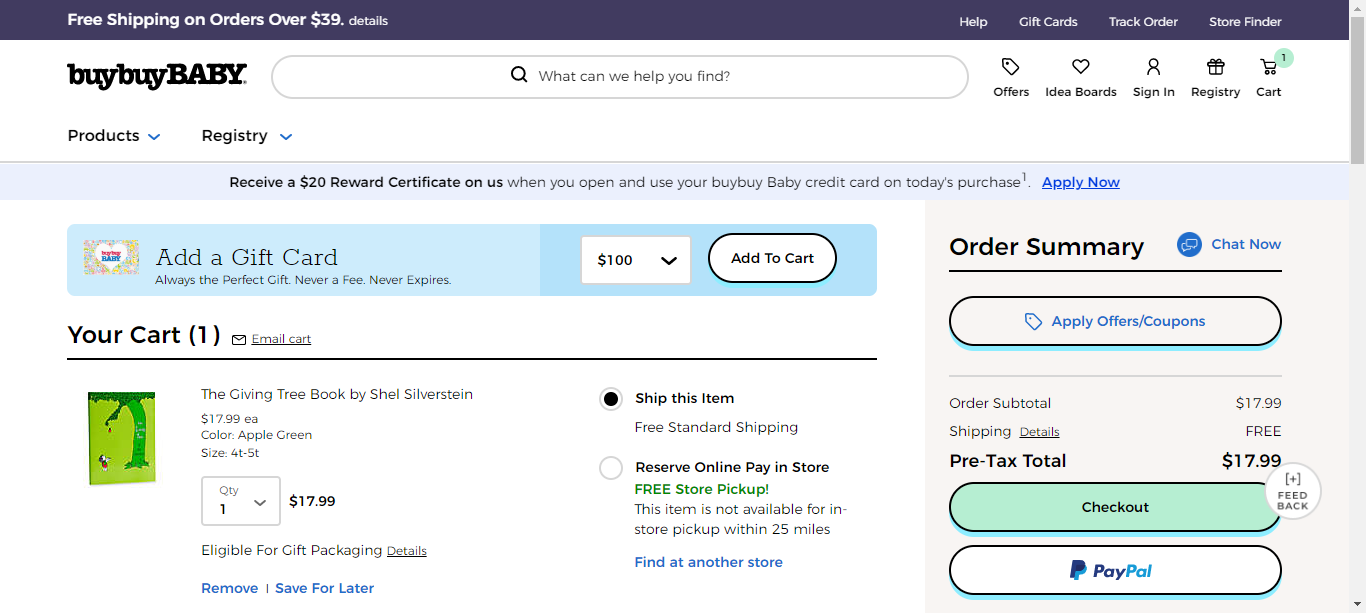 Free Shipping on Orders Over $39. details
Help Gift Cards Track Order Store Finder
buybuyBABY
What can we help you find?
1
Offers Idea Boards Sign In Registry Cart
Products Registry
Receive a $20 Reward Certificate on us when you open and use your buybuy Baby credit card on today's purchase1. Apply Now
buybuy
BABY
Add a Gift Card
Always the Perfect Gift. Never a Fee. Never Expires.
$100
Add To Cart
Your Cart (1) Email cart
The Giving Tree Book by Shel Silverstein
$17.99 ea
Color: Apple Green
Size: 4t-5t
Qty
1
$17.99
Eligible For Gift Packaging Details
Remove | Save For Later
Ship this Item
Free Standard Shipping
Reserve Online Pay in Store
FREE Store Pickup!
This item is not available for in-
store pickup within 25 miles
Find at another store
Order Summary
Chat Now
Apply Offers/Coupons
Order Subtotal $17.99
Shipping Details FREE
Pre-Tax Total $17.99
Checkout
[+]
FEED
BACK
PayPal